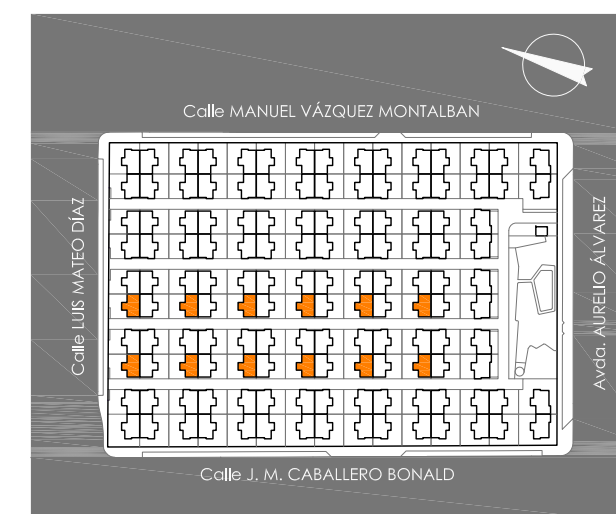 Calle MANUEL VÁZQUEZ MONTALBAN
Calle LUIS MATEO DÍAZ
Avda. AURELIO ÁLVAREZ
Calle J. M. CABALLERO BONALD